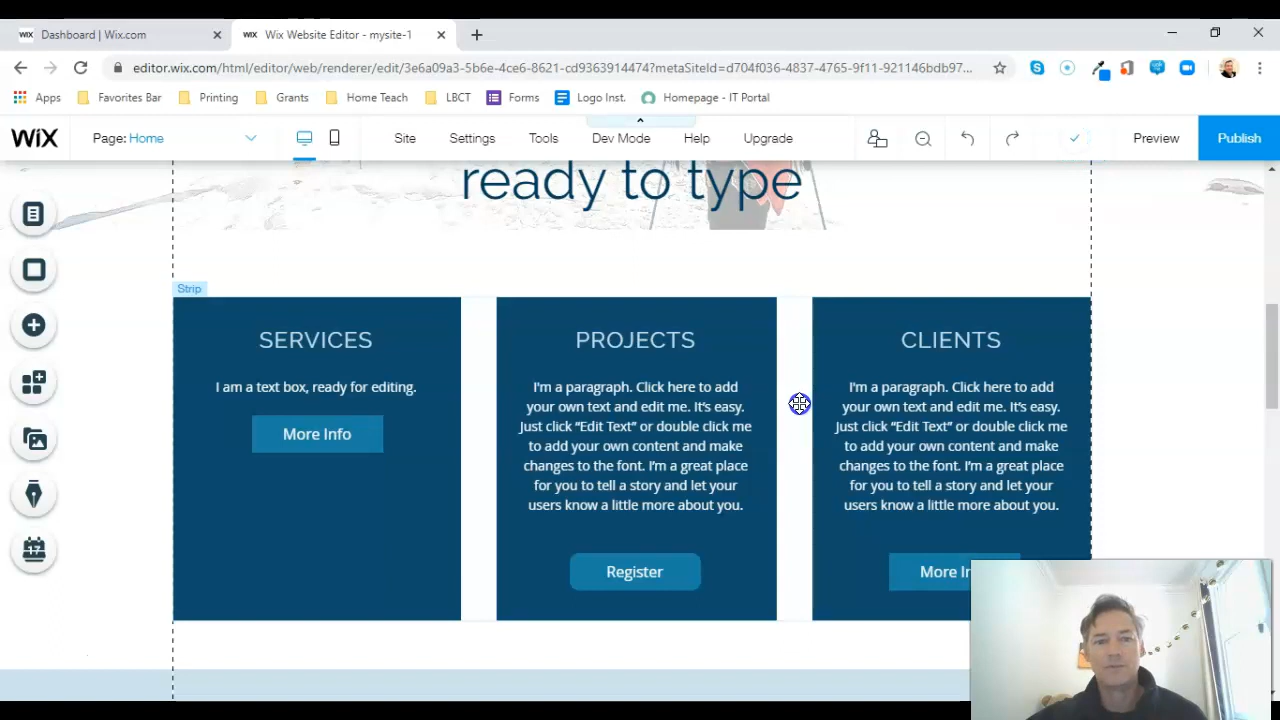 WiX Dashboard | Wix.com
WiX Wix Website Editor - mysite-1
editor.wix.com/html/editor/web/renderer/edit/3e6a09a3-5b6e-4ce6-8621-cd9363914474?metaSiteId=d704f036-4837-4765-9f11-921146bdb97...
Apps Favorites Bar Printing Grants Home Teach LBCT Forms Logo Inst. Homepage - IT Portal
WiX Page: Home Site Settings Tools Dev Mode Help Upgrade Preview Publish
ready to type
Strip
SERVICES
I am a text box, ready for editing.
More Info
PROJECTS
I'm a paragraph. Click here to add
your own text and edit me. It's easy.
Just click “Edit Text” or double click me
to add your own content and make
changes to the font. I'm a great place
for you to tell a story and let your
users know a little more about you.
Register
CLIENTS
I'm a paragraph. Click here to add
your own text and edit me. It's easy.
Just click “Edit Text” or double click me
to add your own content and make
changes to the font. I'm a great place
for you to tell a story and let your
users know a little more about you.
More In
17